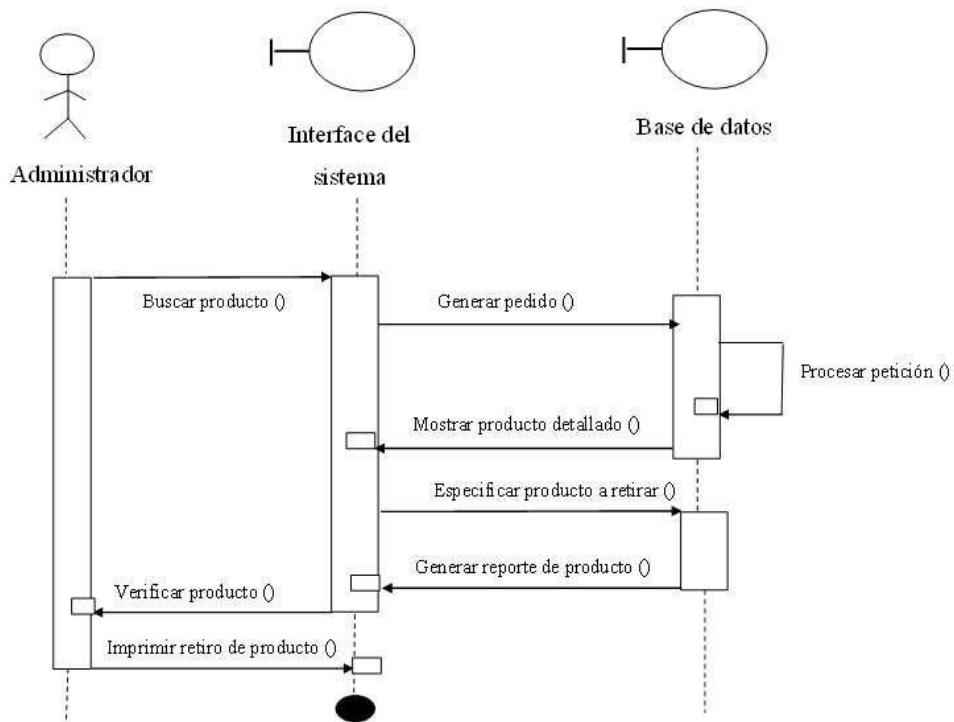 Administrador
Interface del
sistema
Base de datos
Buscar producto ()
Generar pedido ()
Procesar petición ()
Mostrar producto detallado ()
Especificar producto a retirar ()
Generar reporte de producto ()
Verificar producto ()
Imprimir retiro de producto ()